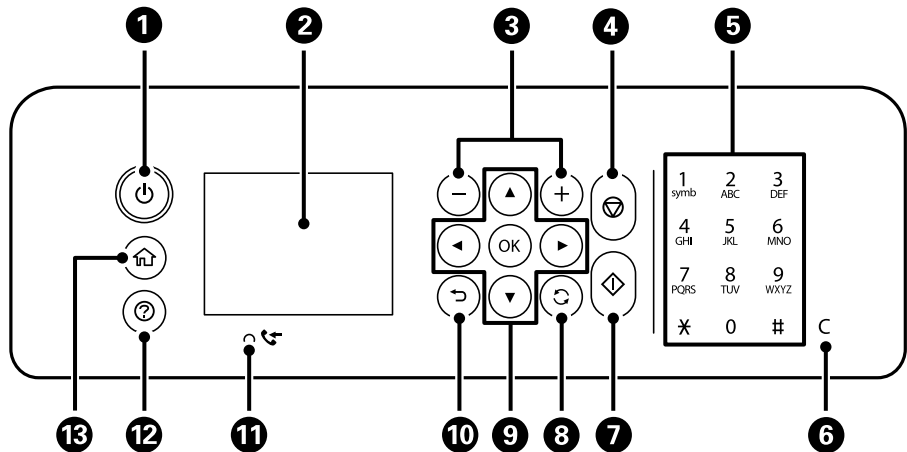 1 2 3 4 5
− + 
1 symb 2 ABC 3 DEF
OK
4 GHI 5 JKL 6 MNO
7 PQRS 8 TUV 9 WXYZ
* 0 # C
13 12 11 10 9 8 7 6